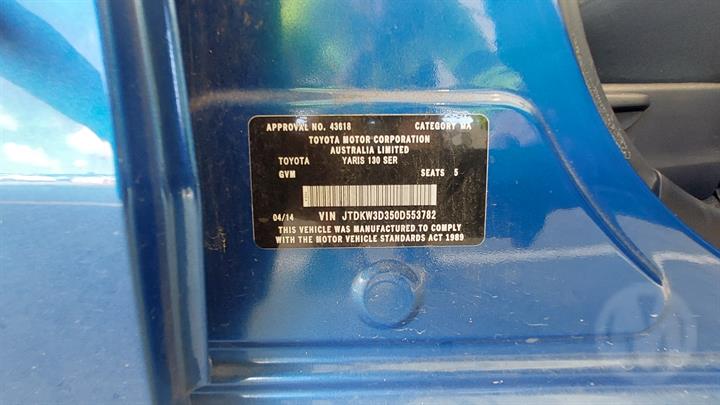 APPROVAL NO. 43618 CATEGORY MA
TOYOTA MOTOR CORPORATION
AUSTRALIA LIMITED
TOYOTA YARIS 130 SER
GVM SEATS 5
04/14 VIN JTDKW3D350D553782
THIS VEHICLE WAS MANUFACTURED TO COMPLY
WITH THE MOTOR VEHICLE STANDARDS ACT 1989